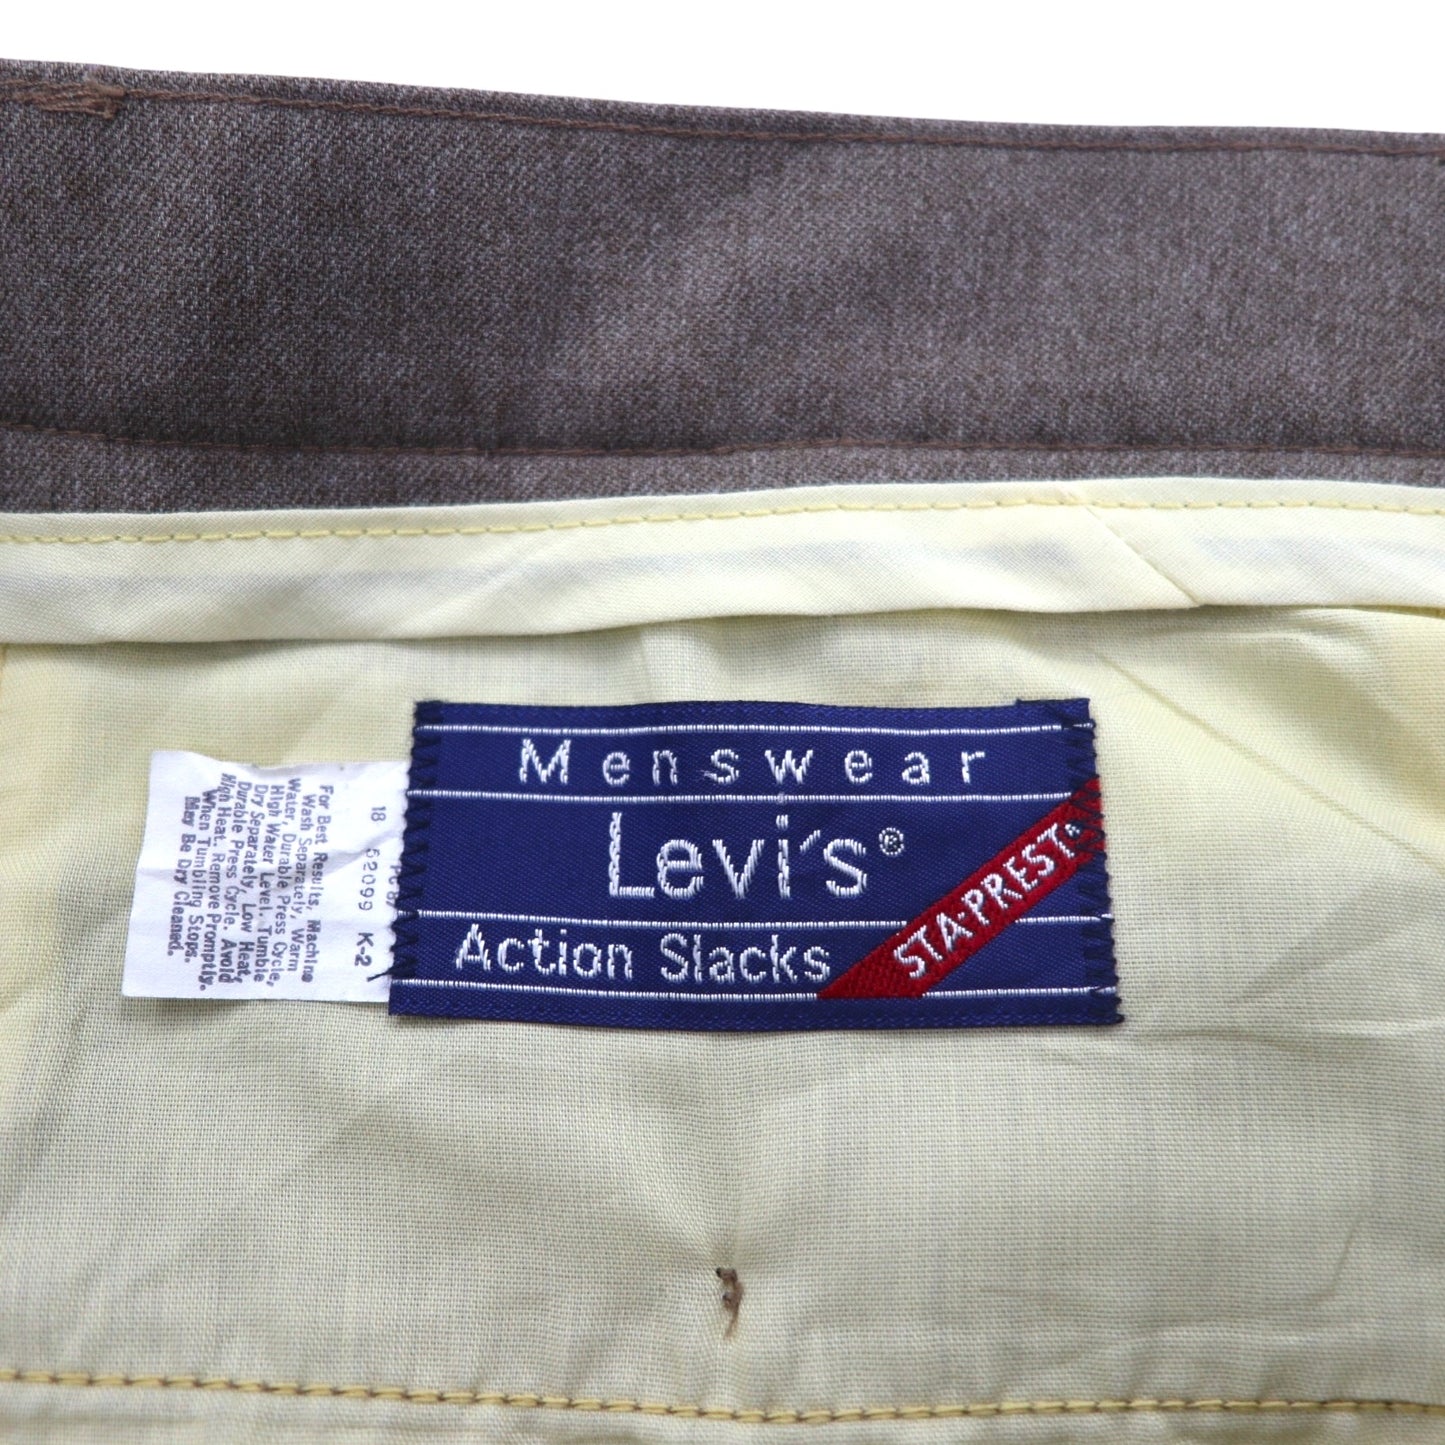 Menswear
Levi's®
Action Slacks
STA-PREST®
For Best Results, Machine
Wash Separately, Warm
Water, Durable Press Cycle,
High Water Level. Tumble
Dry Separately, Low Heat,
Durable Press Cycle. Avoid
High Heat. Remove Promptly.
When Tumbling Stops.
May Be Dry Cleaned.
18 52099 K-2